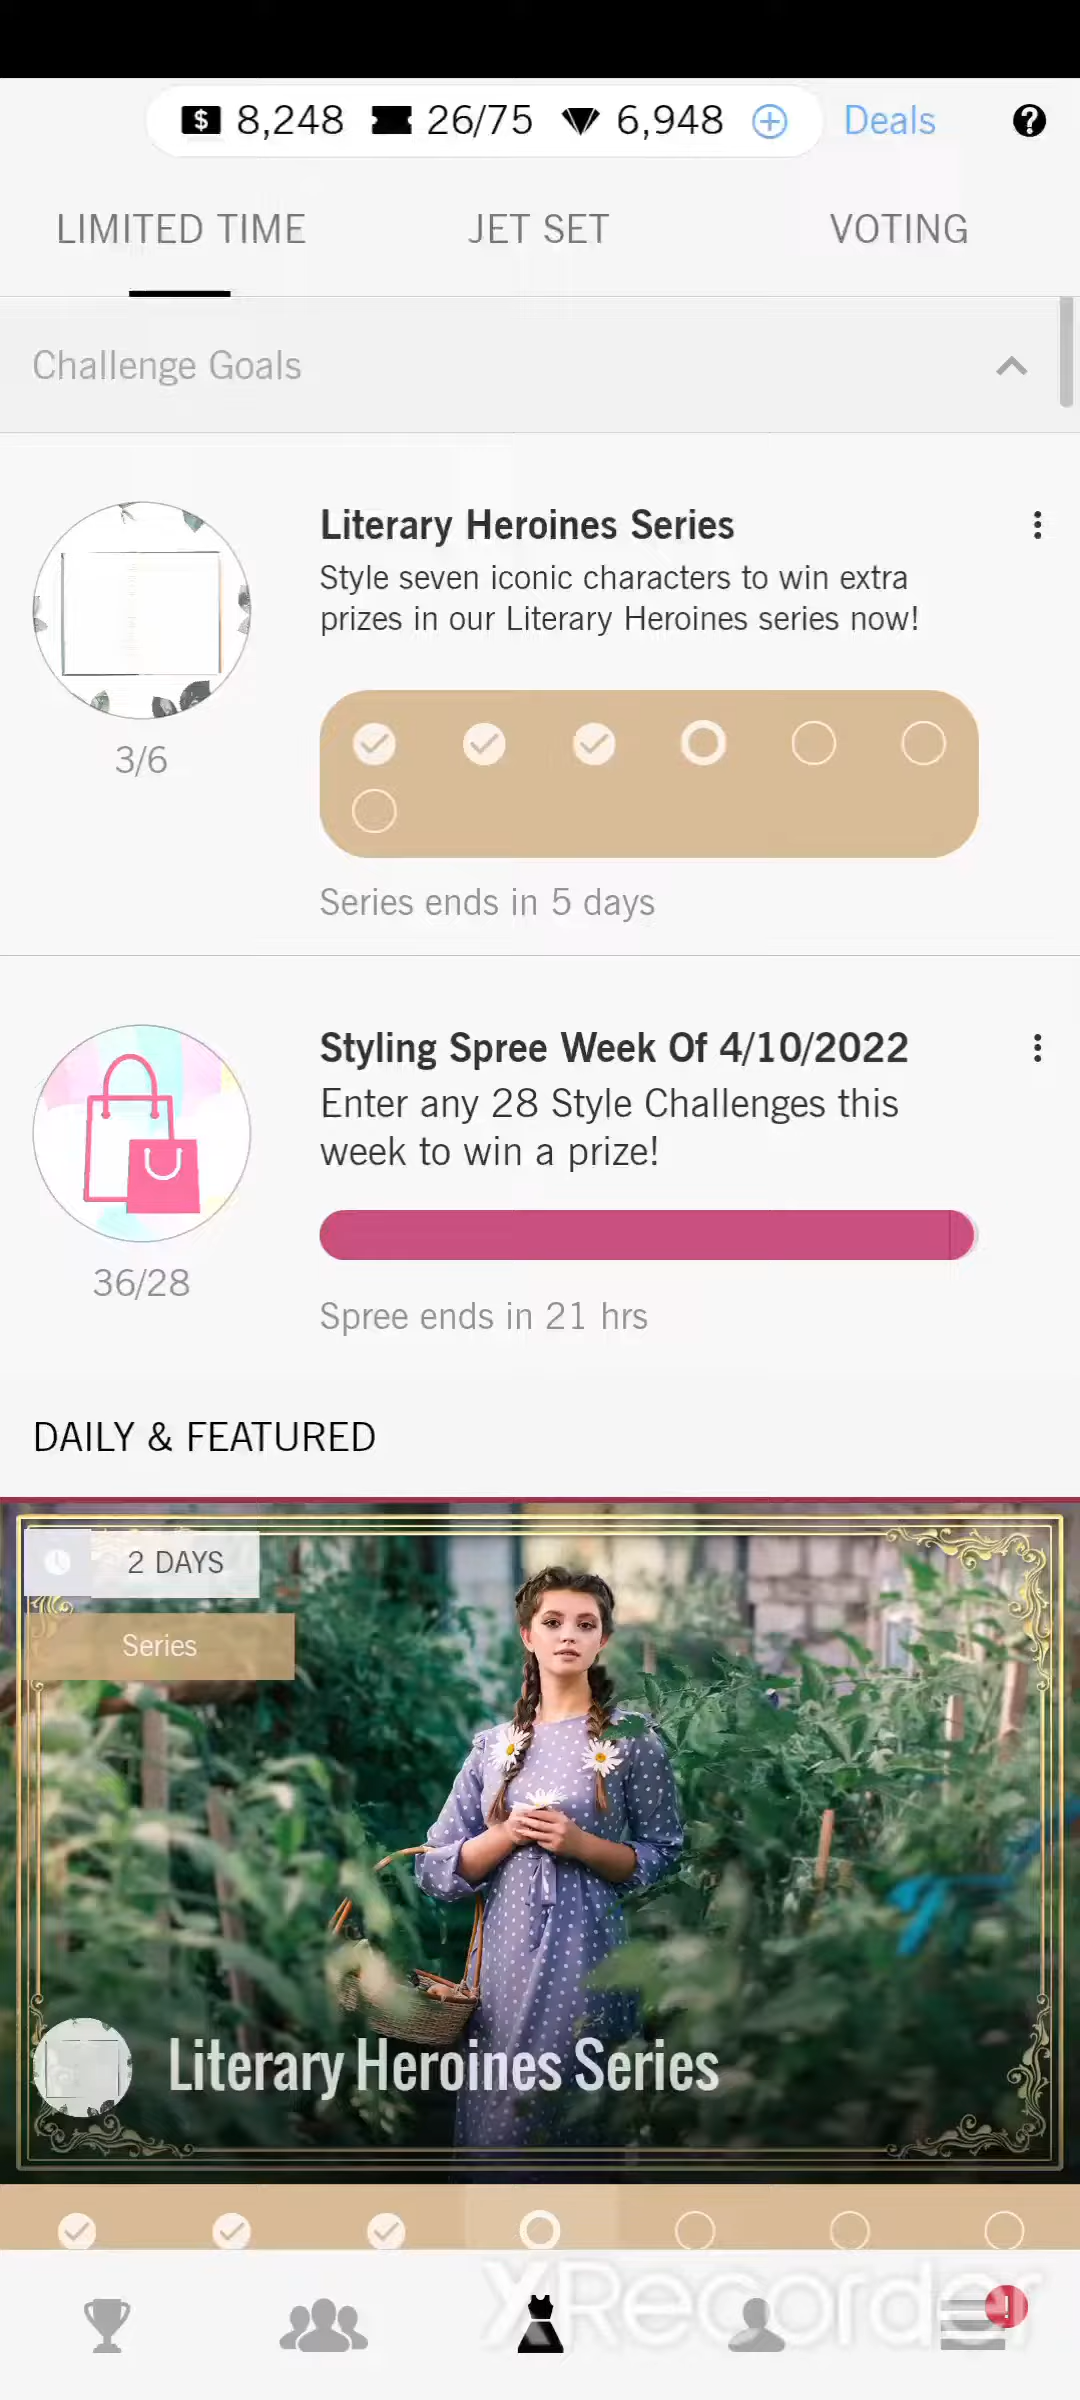 8,248 26/75 6,948 Deals
LIMITED TIME JET SET VOTING
Challenge Goals
Literary Heroines Series
Style seven iconic characters to win extra
prizes in our Literary Heroines series now!
3/6
Series ends in 5 days
Styling Spree Week Of 4/10/2022
Enter any 28 Style Challenges this
week to win a prize!
36/28
Spree ends in 21 hrs
DAILY & FEATURED
2 DAYS
Series
Literary Heroines Series
XRecorder